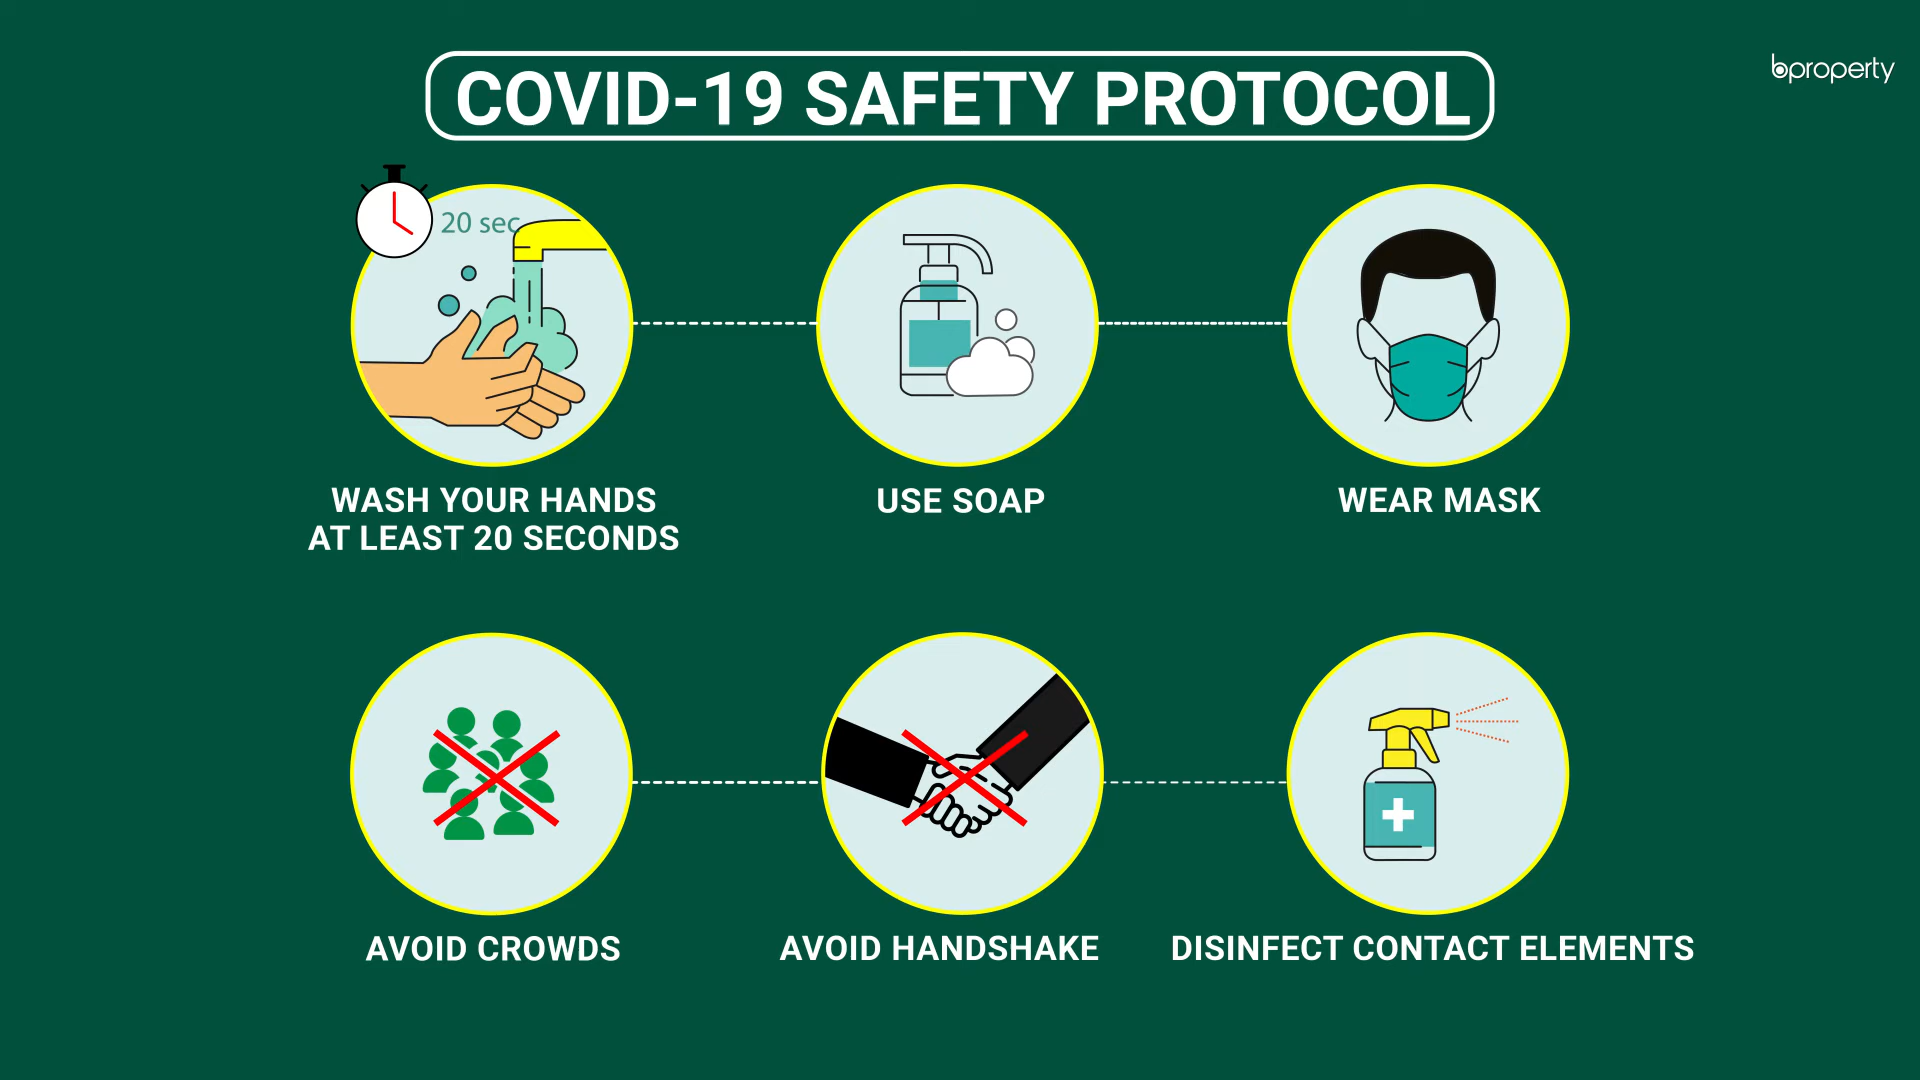 COVID-19 SAFETY PROTOCOL
bproperty
20 sec
WASH YOUR HANDS
AT LEAST 20 SECONDS
USE SOAP
WEAR MASK
AVOID CROWDS
AVOID HANDSHAKE
DISINFECT CONTACT ELEMENTS